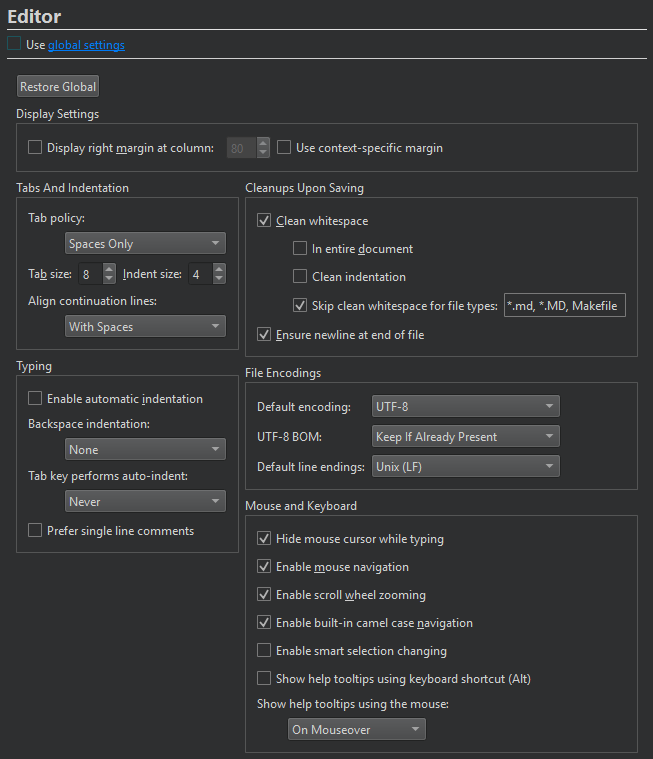 Editor
Use global settings
Restore Global
Display Settings
Display right margin at column: 80 Use context-specific margin
Tabs And Indentation
Tab policy:
Spaces Only
Tab size: 8 Indent size: 4
Align continuation lines:
With Spaces
Typing
Enable automatic indentation
Backspace indentation:
None
Tab key performs auto-indent:
Never
Prefer single line comments
Cleanups Upon Saving
Clean whitespace
In entire document
Clean indentation
Skip clean whitespace for file types: *.md, *.MD, Makefile
Ensure newline at end of file
File Encodings
Default encoding: UTF-8
UTF-8 BOM: Keep If Already Present
Default line endings: Unix (LF)
Mouse and Keyboard
Hide mouse cursor while typing
Enable mouse navigation
Enable scroll wheel zooming
Enable built-in camel case navigation
Enable smart selection changing
Show help tooltips using keyboard shortcut (Alt)
Show help tooltips using the mouse:
On Mouseover